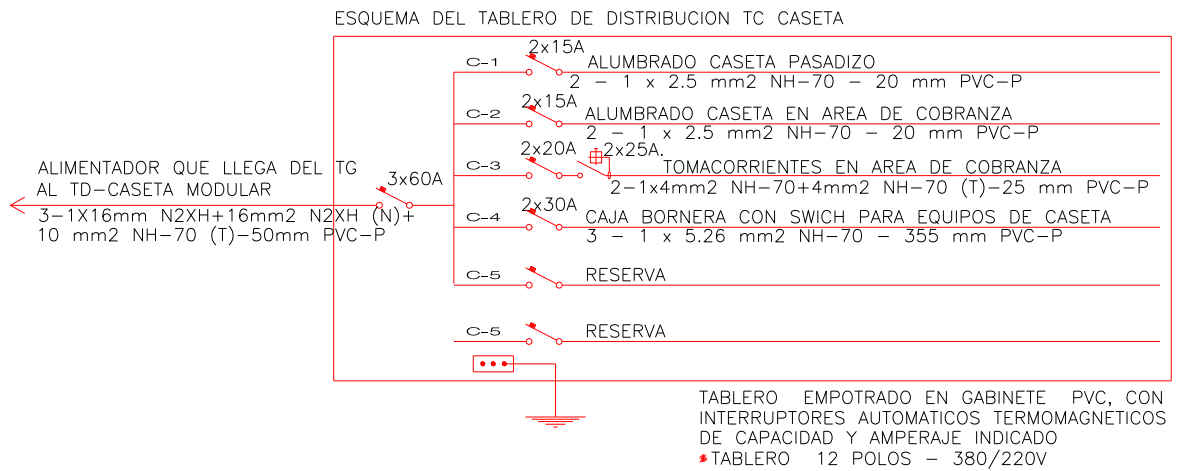 ESQUEMA DEL TABLERO DE DISTRIBUCION TC CASETA
2x15A
C-1
ALUMBRADO CASETA PASADIZO
2 - 1 x 2.5 mm2 NH-70 - 20 mm PVC-P
2x15A
C-2
ALUMBRADO CASETA EN AREA DE COBRANZA
2 - 1 x 2.5 mm2 NH-70 - 20 mm PVC-P
2x20A
2x25A.
C-3
TOMACORRIENTES EN AREA DE COBRANZA
2-1x4mm2 NH-70+4mm2 NH-70 (T)-25 mm PVC-P
ALIMENTADOR QUE LLEGA DEL TG
AL TD-CASETA MODULAR
3x60A
3-1X16mm N2XH+16mm2 N2XH (N)+
10 mm2 NH-70 (T)-50mm PVC-P
2x30A
C-4
CAJA BORNERA CON SWICH PARA EQUIPOS DE CASETA
3 - 1 x 5.26 mm2 NH-70 - 355 mm PVC-P
C-5
RESERVA
C-5
RESERVA
TABLERO EMPOTRADO EN GABINETE PVC, CON
INTERRUPTORES AUTOMATICOS TERMOMAGNETICOS
DE CAPACIDAD Y AMPERAJE INDICADO
TABLERO 12 POLOS - 380/220V